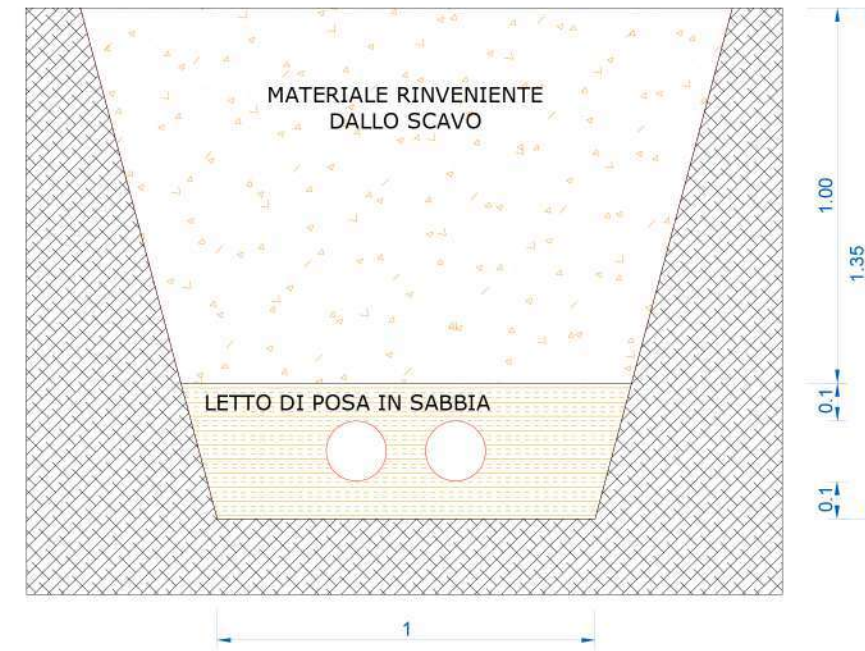 MATERIALE RINVENIENTE
DALLO SCAVO
1.00
1.35
LETTO DI POSA IN SABBIA
0.1
0.1
1